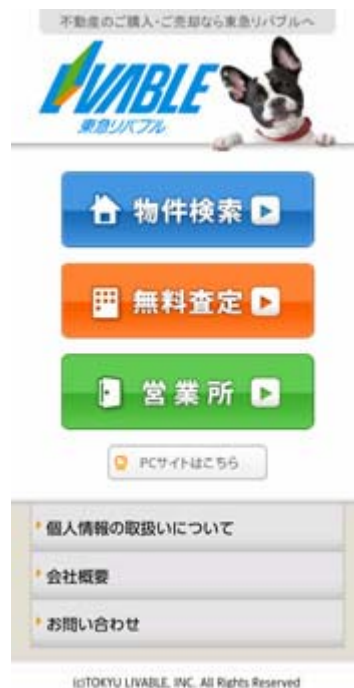 不動産のご購入・ご売却なら東急リバブルへ
LIVABLE
東急リバブル
物件検索
無料査定
営業所
PCサイトはこちら
個人情報の取扱いについて
会社概要
お問い合わせ
(c)TOKYU LIVABLE, INC. All Rights Reserved